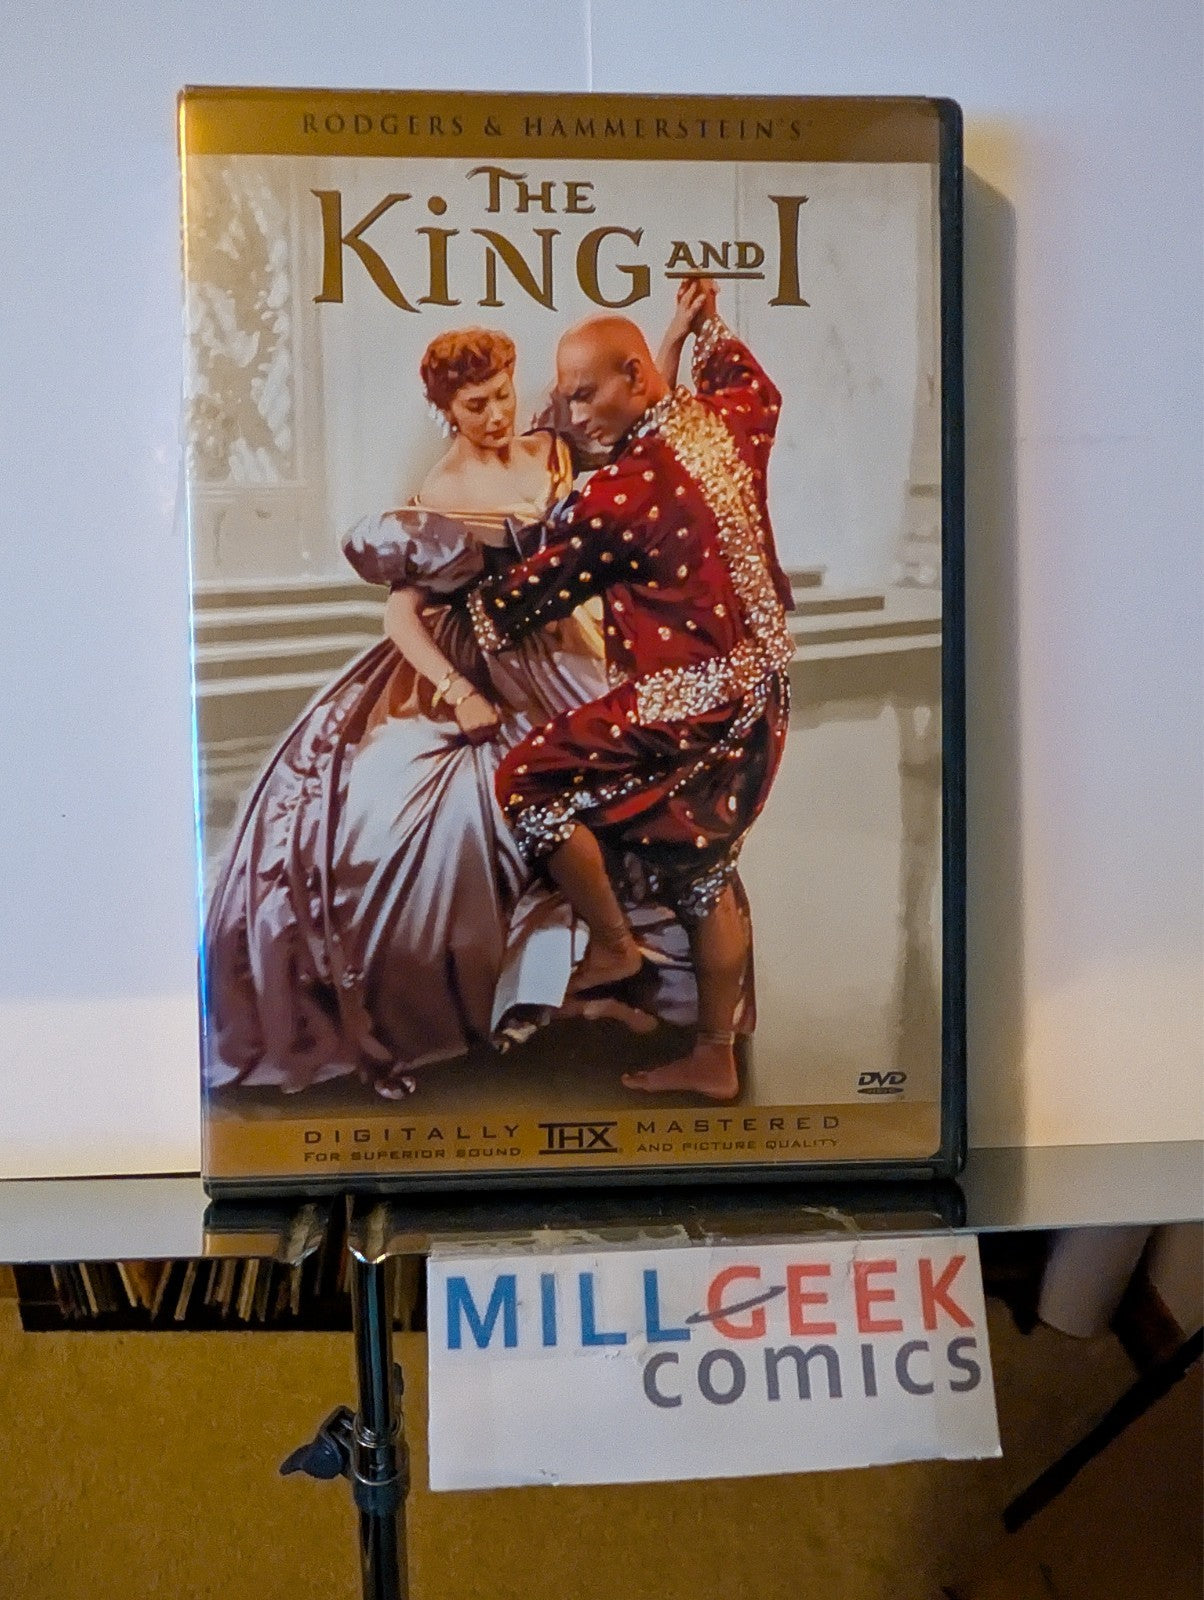 RODGERS & HAMMERSTEIN'S
THE
KING AND I
DVD
DIGITALLY THX MASTERED
FOR SUPERIOR SOUND AND PICTURE QUALITY
MILLGEEK
comics